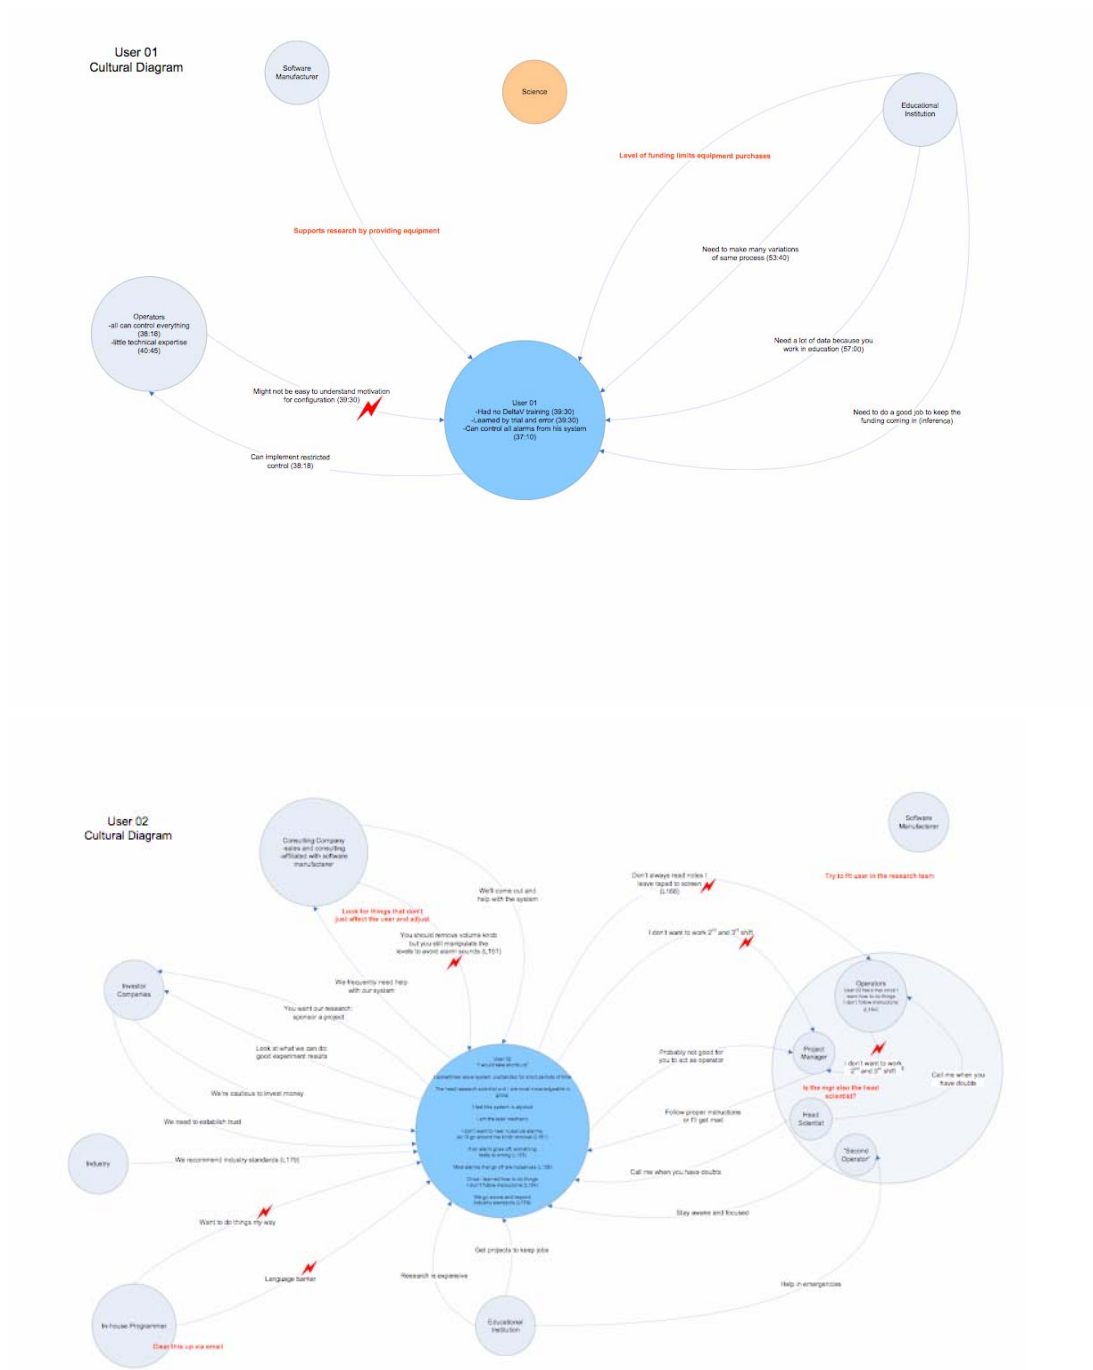 User 01
Cultural Diagram
Software
Manufacturer
Science
Educational
Institution
Level of funding limits equipment purchases
Supports research by providing equipment
Need to make many variations
of same process (53:40)
Operators
-all can control everything
(38:18)
-little technical expertise
(40:45)
Need a lot of data because you
work in education (57:00)
Might not be easy to understand motivation
for configuration (39:30)
User 01
-Had no DeltaV training (39:30)
-Learned by trial and error (39:30)
-Can control all alarms from his system
(37:10)
Need to do a good job to keep the
funding coming in (inference)
Can implement restricted
control (38:18)
User 02
Cultural Diagram
Software
Manufacturer
Consulting Company
-sales and consulting
-affiliated with software
manufacturer
Try to fit user in the research team
Don't always read notes I
leave taped to screen
We'll come out and
help with the system
Look for things that don't
just affect the user and adjust
You should remove volume knob
but you still manipulate the
levels to avoid alarm sounds (L161)
I don't want to work 2nd and 3rd shift
Investor
Companies
We frequently need help
with our system
Operators
You want our research:
sponsor a project
Look at what we can do:
good experiment results
Project
Manager
Probably not good for
you to act as operator
I don't want to work
2nd and 3rd shift
Call me when you
have doubts
User 02
We're cautious to invest money
Is the mgr also the head
scientist?
We need to establish trust
Follow proper instructions
or I'll get mad
Head
Scientist
Industry
We recommend industry standards (L179)
"Second
Operator"
Call me when you have doubts
Want to do things my way
Stay awake and focused
Get projects to keep jobs
Language barrier
Research is expensive
Help in emergencies
In-house Programmer
Educational
Institution
Clear this up via email